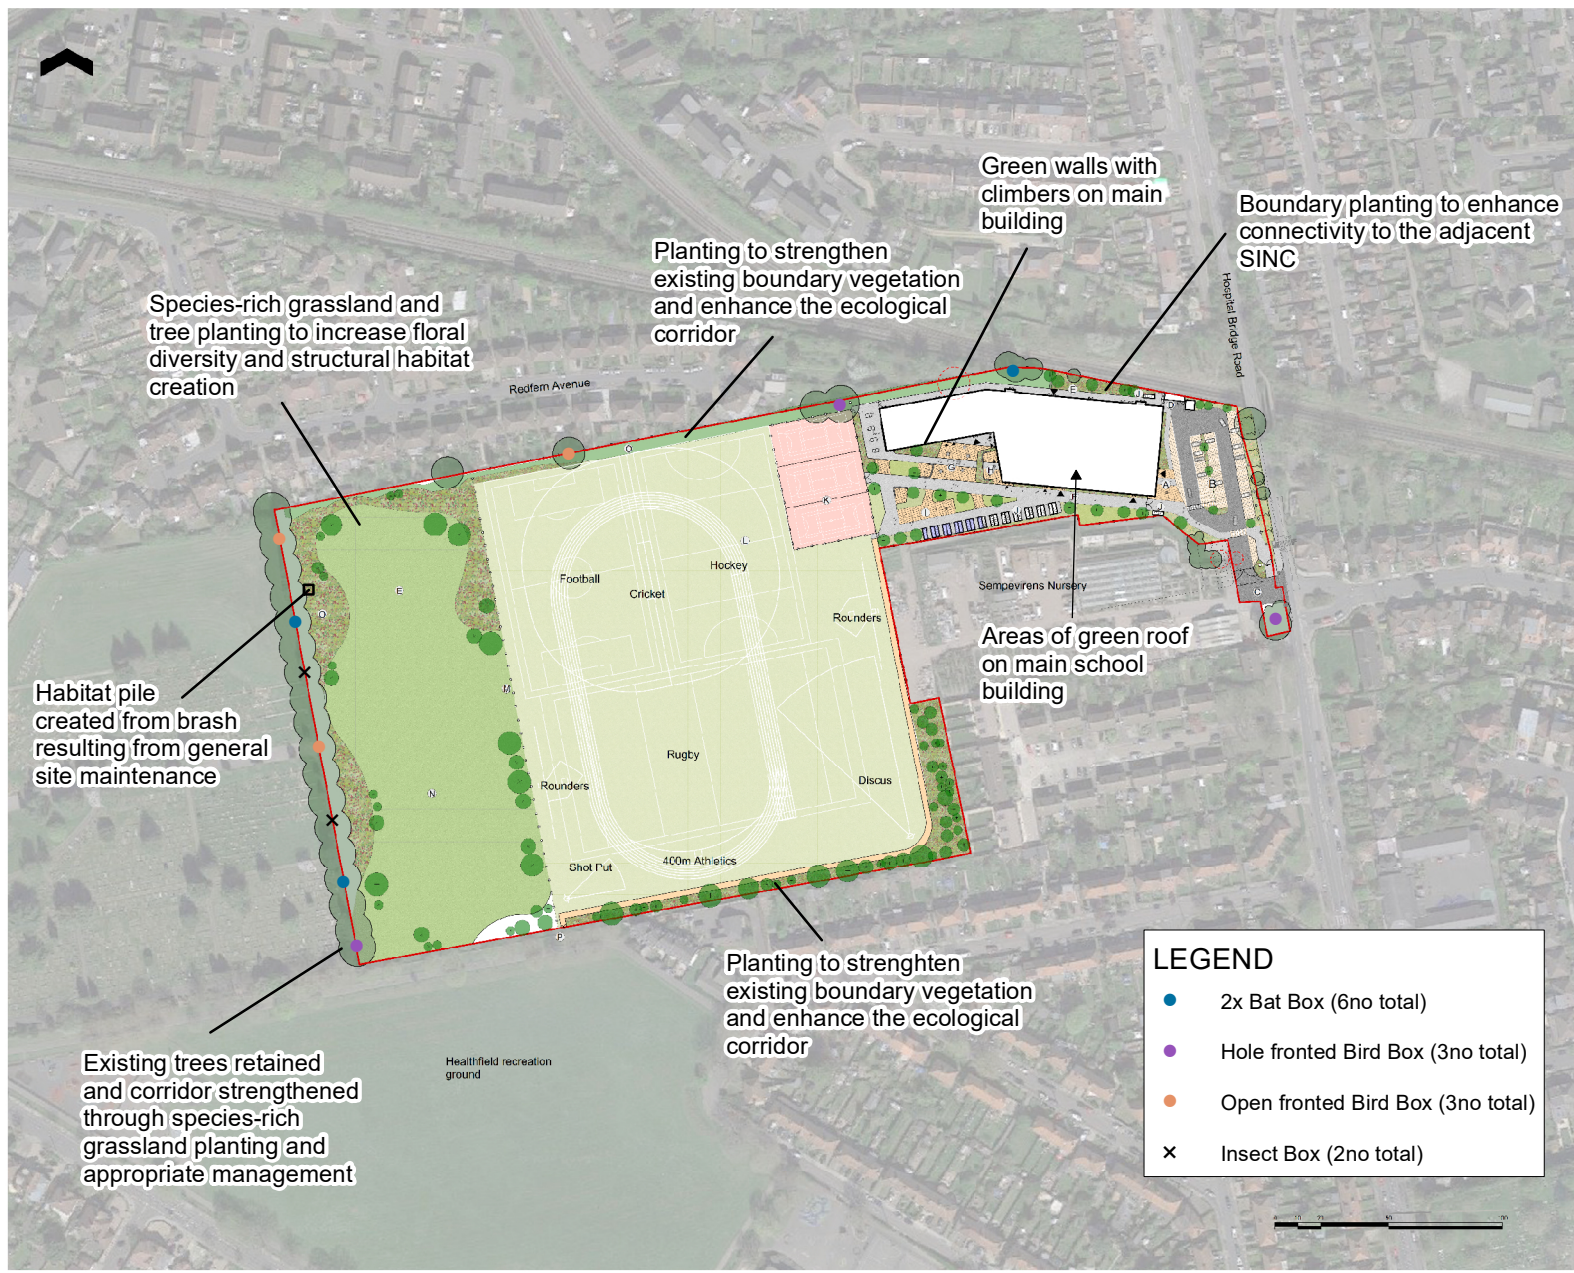 Green walls with
climbers on main
building
Boundary planting to enhance
connectivity to the adjacent
SINC
Planting to strengthen
existing boundary vegetation
and enhance the ecological
corridor
Species-rich grassland and
tree planting to increase floral
diversity and structural habitat
creation
Hospital Bridge Road
Redfern Avenue
E
J
D
O
A
B
G
H
F
I
J
J
K
L
Hockey
Football
Cricket
E
Sempevirens Nursery
C
Q
Rounders
Areas of green roof
on main school
building
M
Habitat pile
created from brash
resulting from general
site maintenance
Rugby
Discus
Rounders
N
400m Athletics
Shot Put
P
Planting to strenghten
existing boundary vegetation
and enhance the ecological
corridor
Existing trees retained
and corridor strengthened
through species-rich
grassland planting and
appropriate management
Healthfield recreation
ground
LEGEND
2x Bat Box (6no total)
Hole fronted Bird Box (3no total)
Open fronted Bird Box (3no total)
Insect Box (2no total)